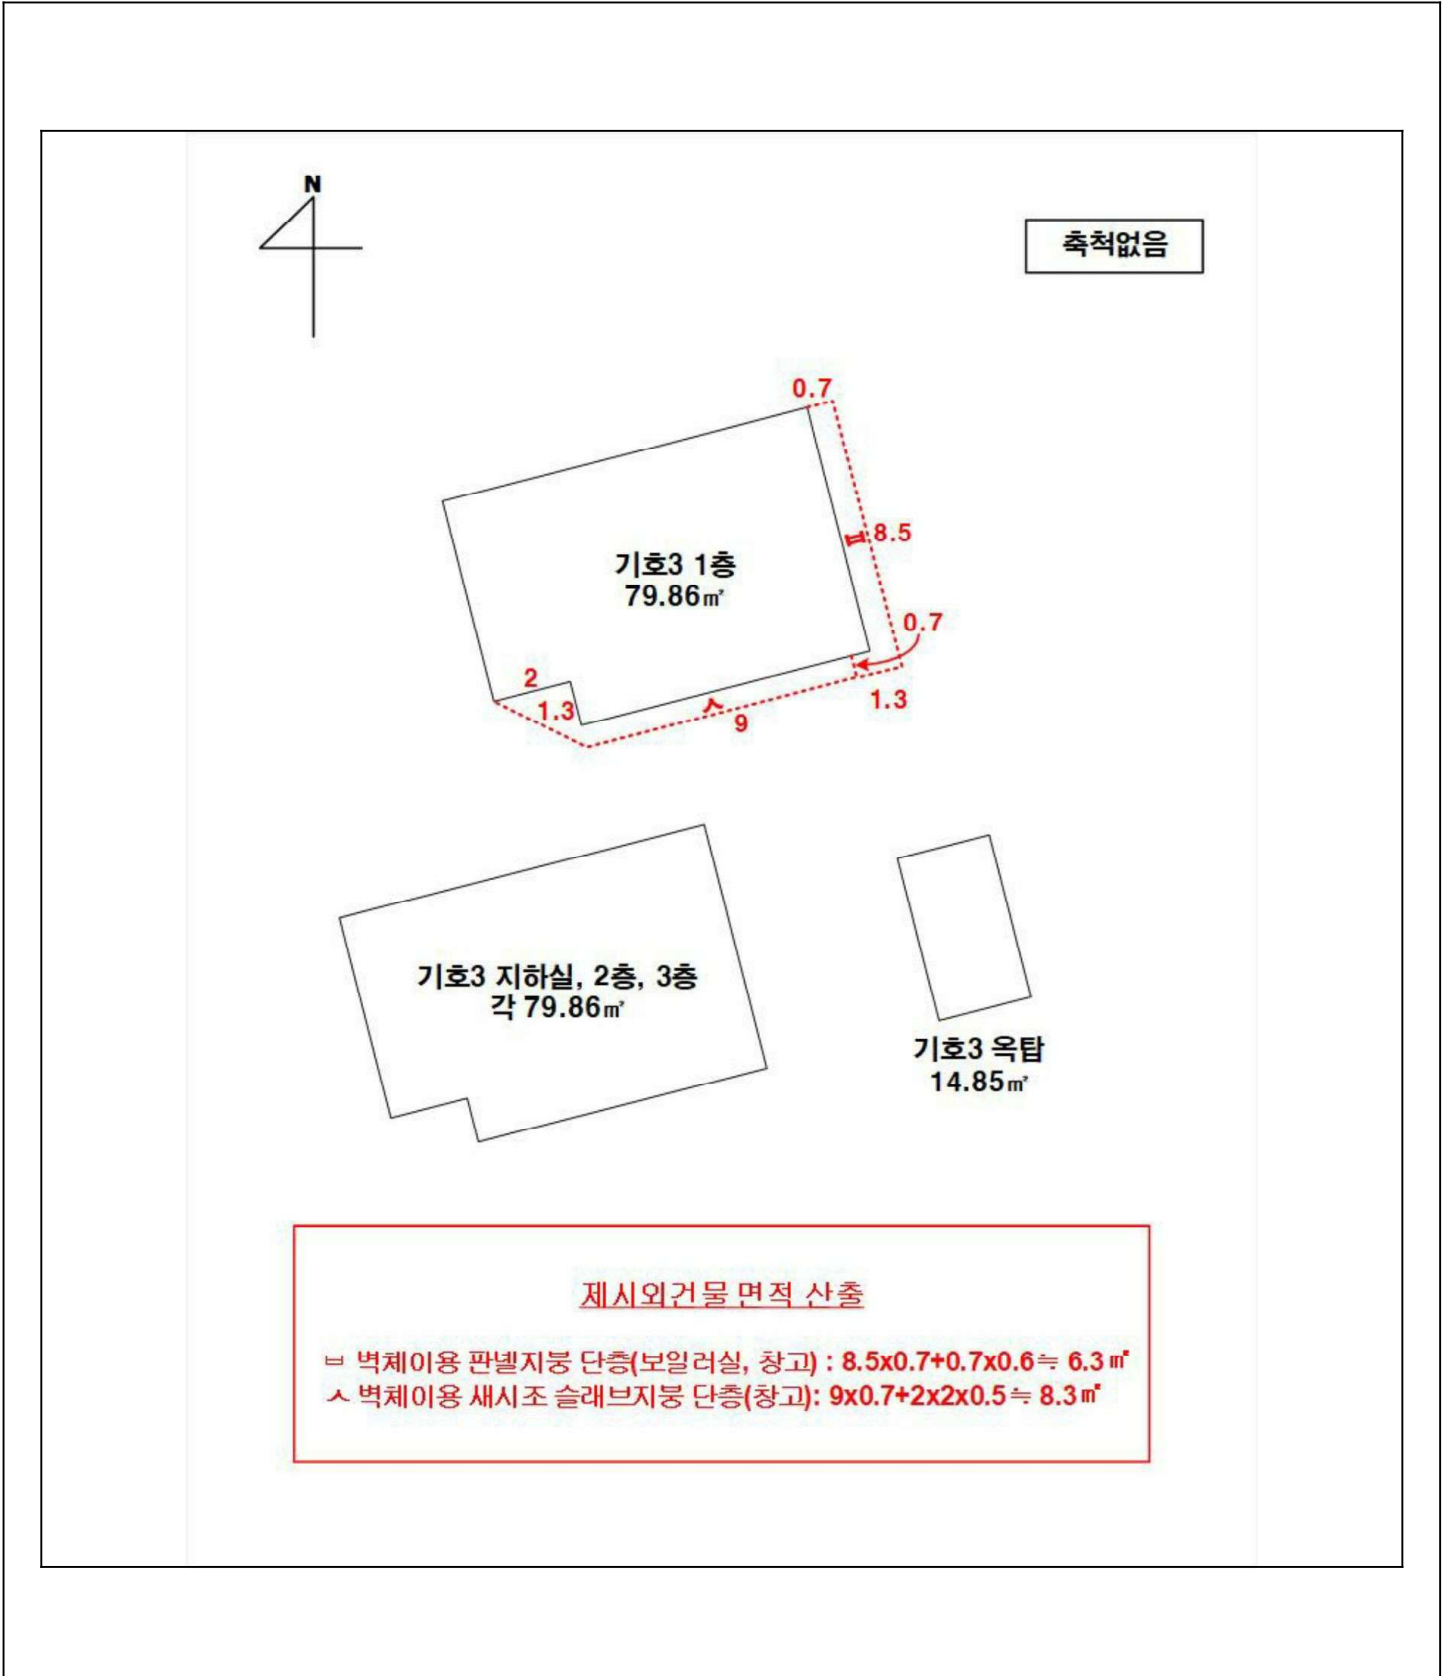 N
축척없음
0.7
ㅂ 8.5
기호3 1층
79.86㎡
0.7
2
1.3
1.3
ㅅ
9
기호3 지하실, 2층, 3층
각 79.86㎡
기호3 옥탑
14.85㎡
제시외건물 면적 산출
ㅂ 벽체이용 판넬지붕 단층(보일러실, 창고) : 8.5x0.7+0.7x0.6≒ 6.3㎡
ㅅ 벽체이용 새시조 슬래브지붕 단층(창고): 9x0.7+2x2x0.5≒ 8.3㎡